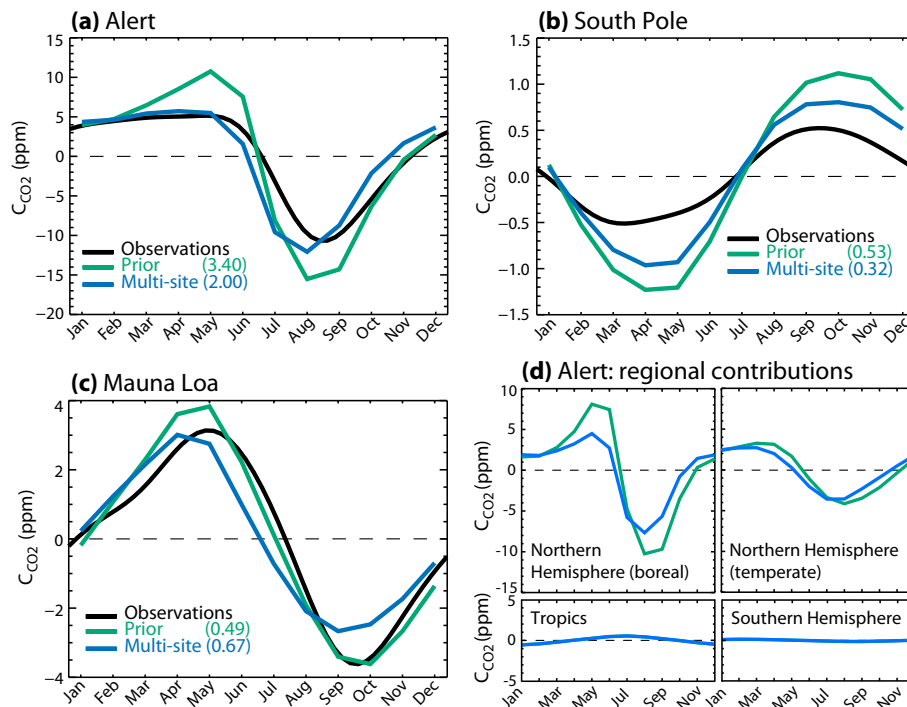 (a) Alert
15
10
5
0
−5
−10
−15
−20
C_CO2 (ppm)
Observations
Prior (3.40)
Multi-site (2.00)
Jan Feb Mar Apr May Jun Jul Aug Sep Oct Nov Dec
(b) South Pole
1.5
1.0
0.5
0.0
−0.5
−1.0
−1.5
C_CO2 (ppm)
Observations
Prior (0.53)
Multi-site (0.32)
Jan Feb Mar Apr May Jun Jul Aug Sep Oct Nov Dec
(c) Mauna Loa
4
2
0
−2
−4
C_CO2 (ppm)
Observations
Prior (0.49)
Multi-site (0.67)
Jan Feb Mar Apr May Jun Jul Aug Sep Oct Nov Dec
(d) Alert: regional contributions
10
5
0
-5
-10
-15
C_CO2 (ppm)
Northern
Hemisphere (boreal)
Northern Hemisphere
(temperate)
5
0
-5
C_CO2 (ppm)
Tropics
Southern Hemisphere
Jan Mar May Jul Sep Nov Jan Mar May Jul Sep Nov